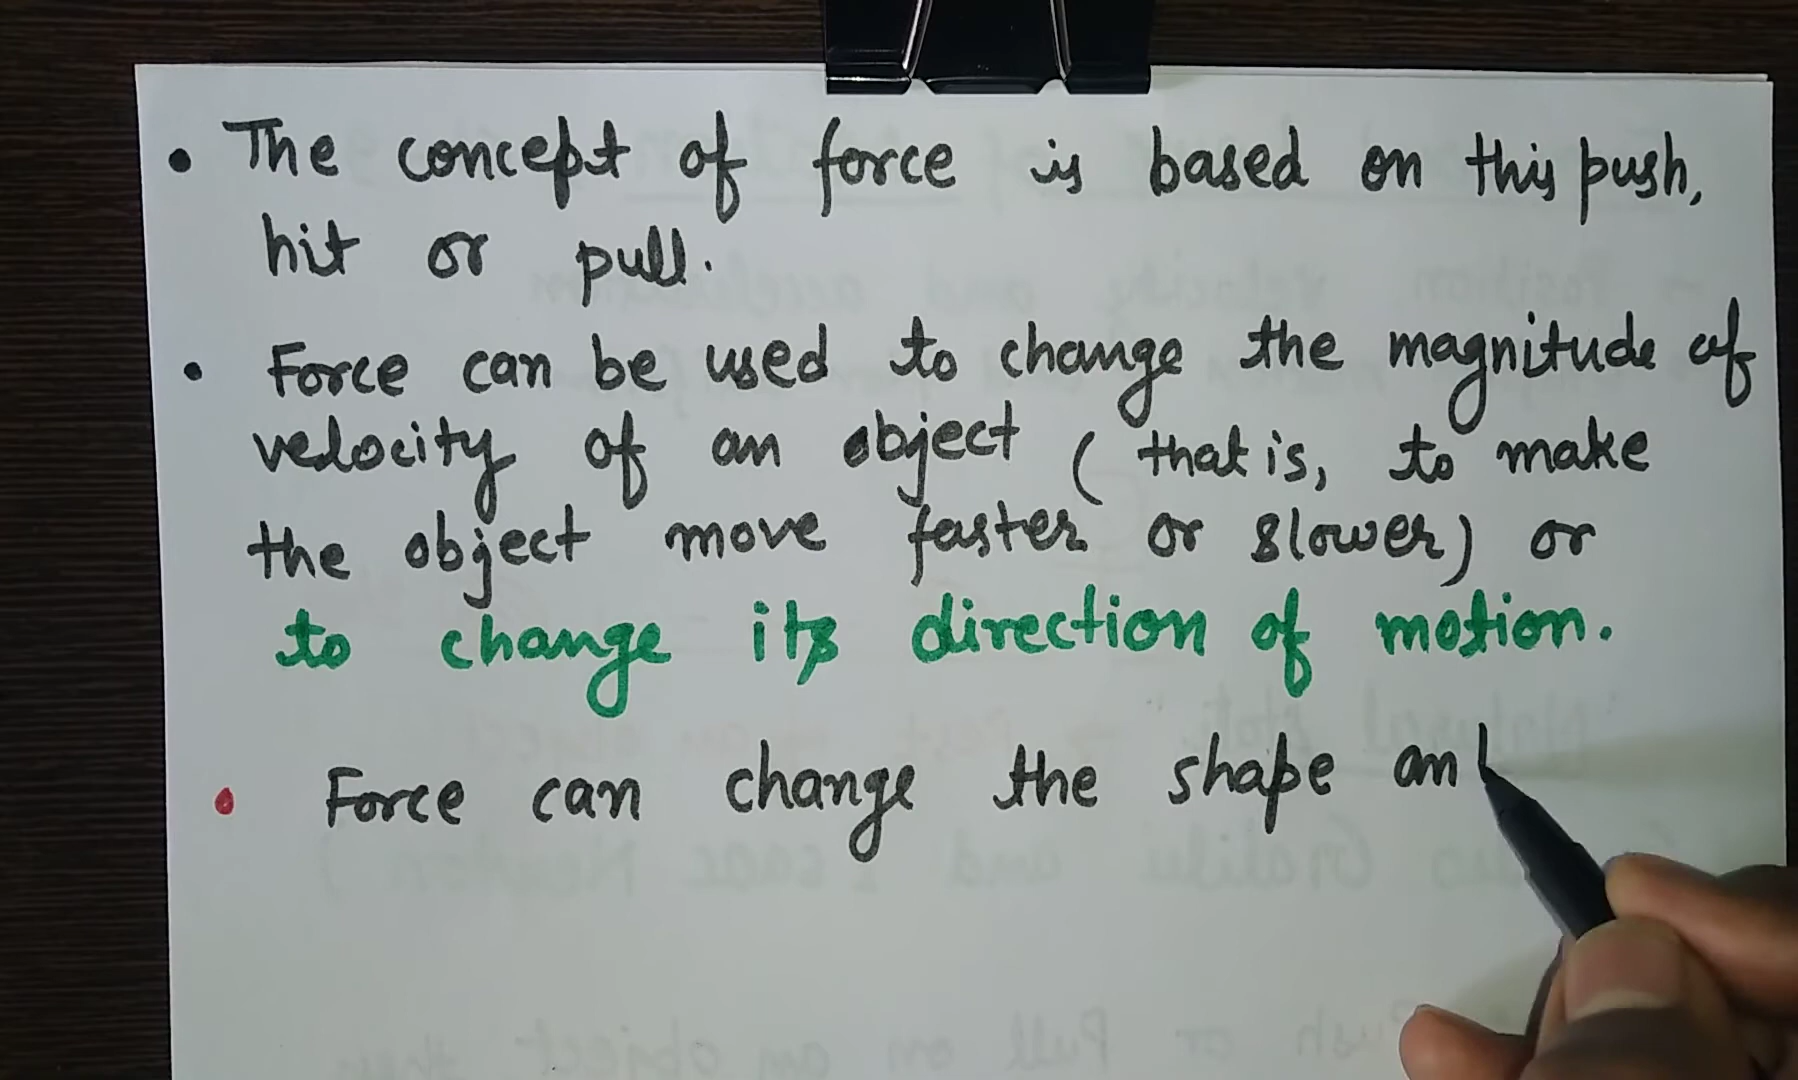 • The concept of force is based on this push,
hit or pull.
• Force can be used to change the magnitude of
velocity of an object (that is, to make
the object move faster or slower) or
to change its direction of motion.
• Force can change the shape an